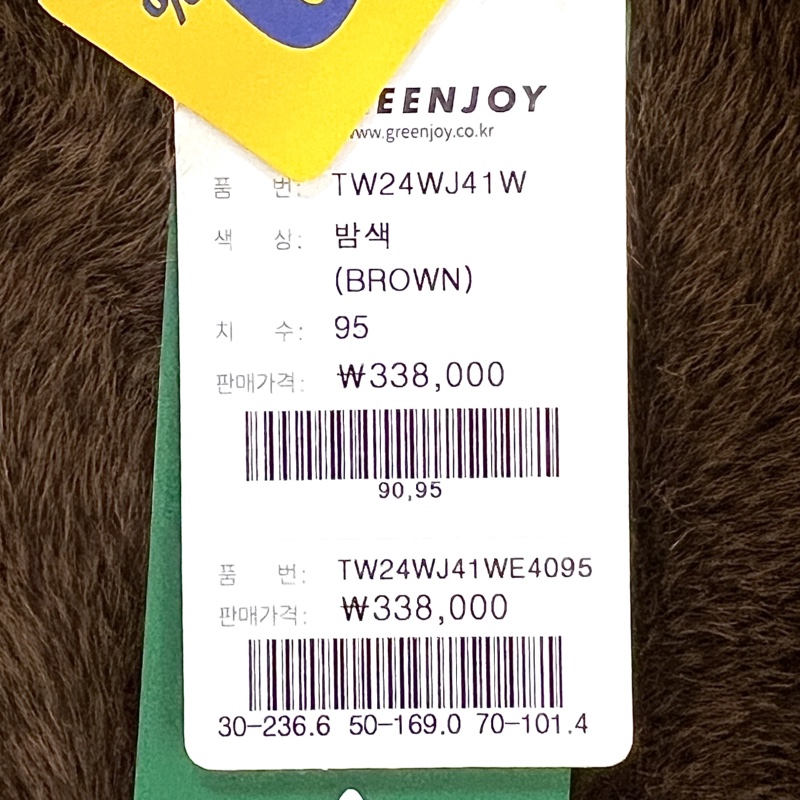 %
EENJOY
www.greenjoy.co.kr
품 번: TW24WJ41W
색 상: 밤색
(BROWN)
치 수: 95
판매가격: ₩338,000
90,95
품 번: TW24WJ41WE4095
판매가격: ₩338,000
30-236.6 50-169.0 70-101.4